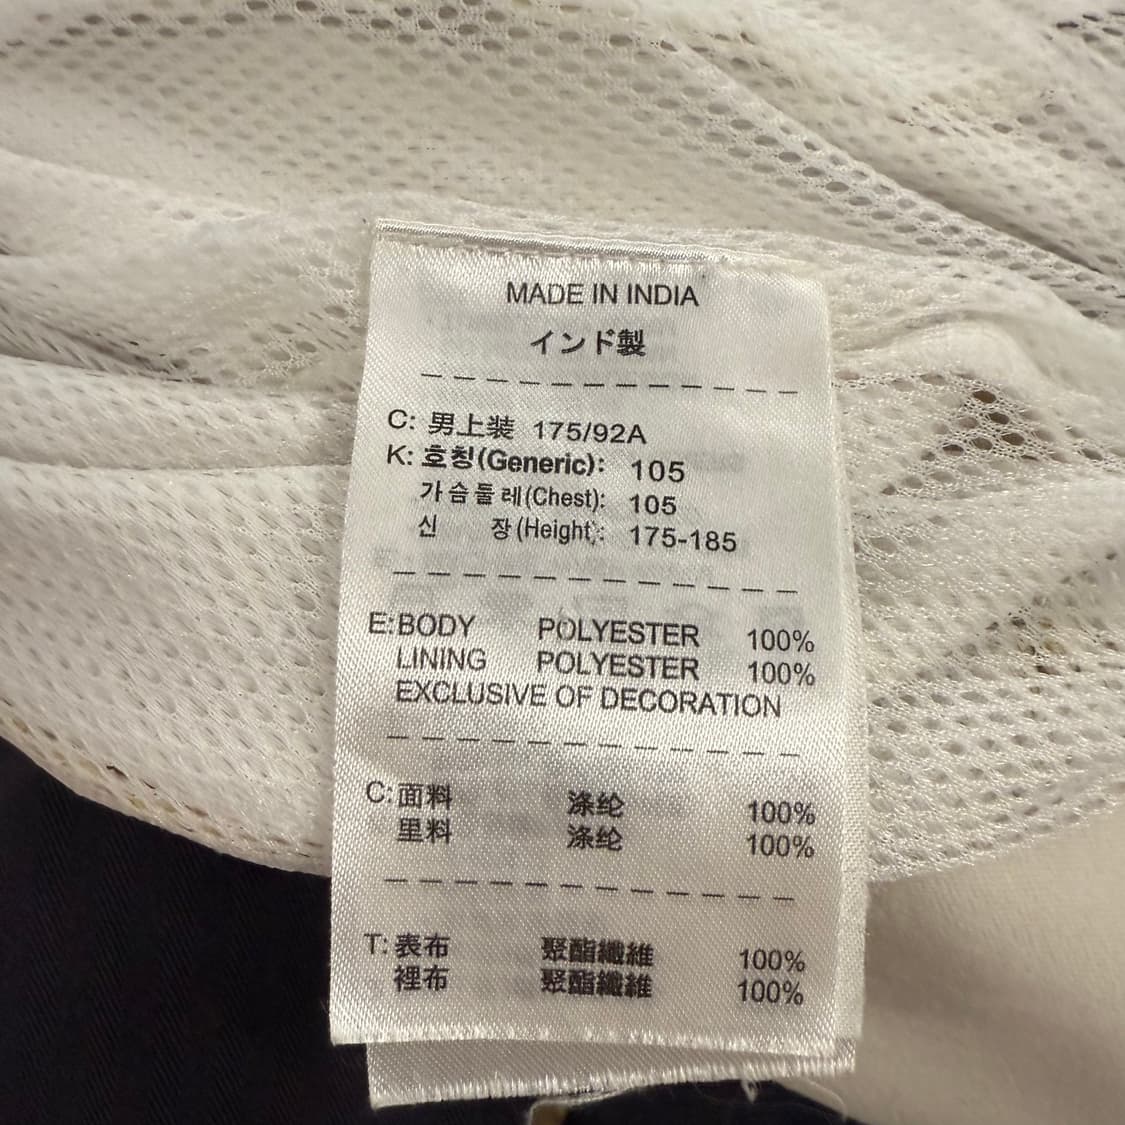 MADE IN INDIA
インド製
C: 男上装 175/92A
K: 호칭(Generic): 105
가슴둘레(Chest): 105
신 장(Height): 175-185
E:BODY POLYESTER 100%
LINING POLYESTER 100%
EXCLUSIVE OF DECORATION
C:面料 涤纶 100%
里料 涤纶 100%
T:表布 聚酯纖維 100%
裡布 聚酯纖維 100%